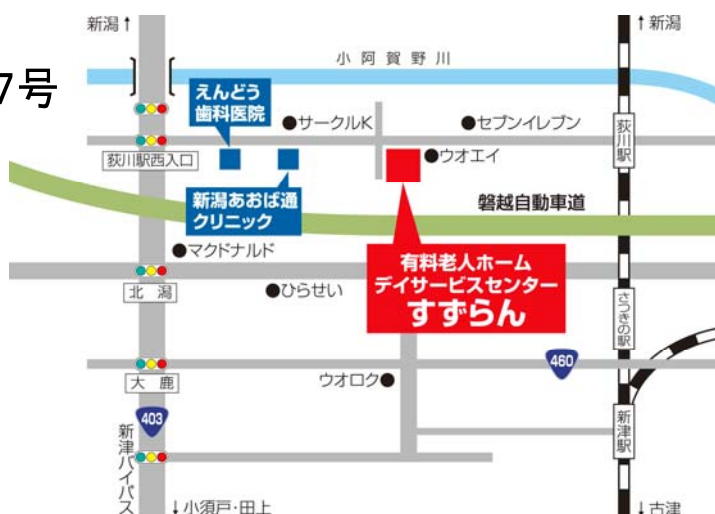 新潟↑
↑新潟
小阿賀野川
7号
えんどう
歯科医院
●サークルK
●セブンイレブン
荻川駅
荻川駅西入口
●ウオエイ
新潟あおば通
クリニック
磐越自動車道
●マクドナルド
有料老人ホーム
デイサービスセンター
すずらん
北潟
●ひらせい
さつきの駅
460
大鹿
ウオロク●
403
新津駅
新津バイパス
↓小須戸・田上
↓古津